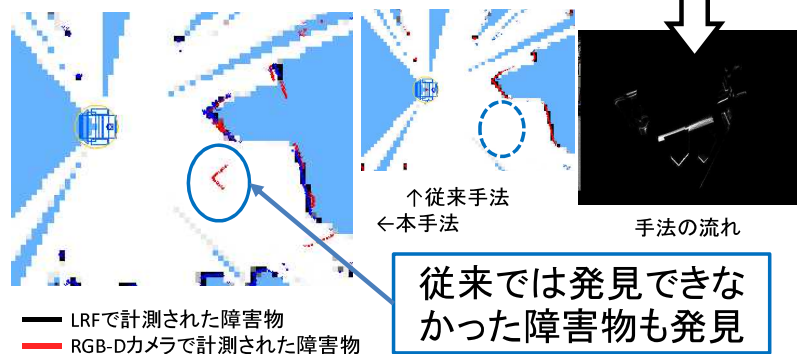 ↑従来手法
←本手法
手法の流れ
従来では発見できな
かった障害物も発見
LRFで計測された障害物
RGB-Dカメラで計測された障害物